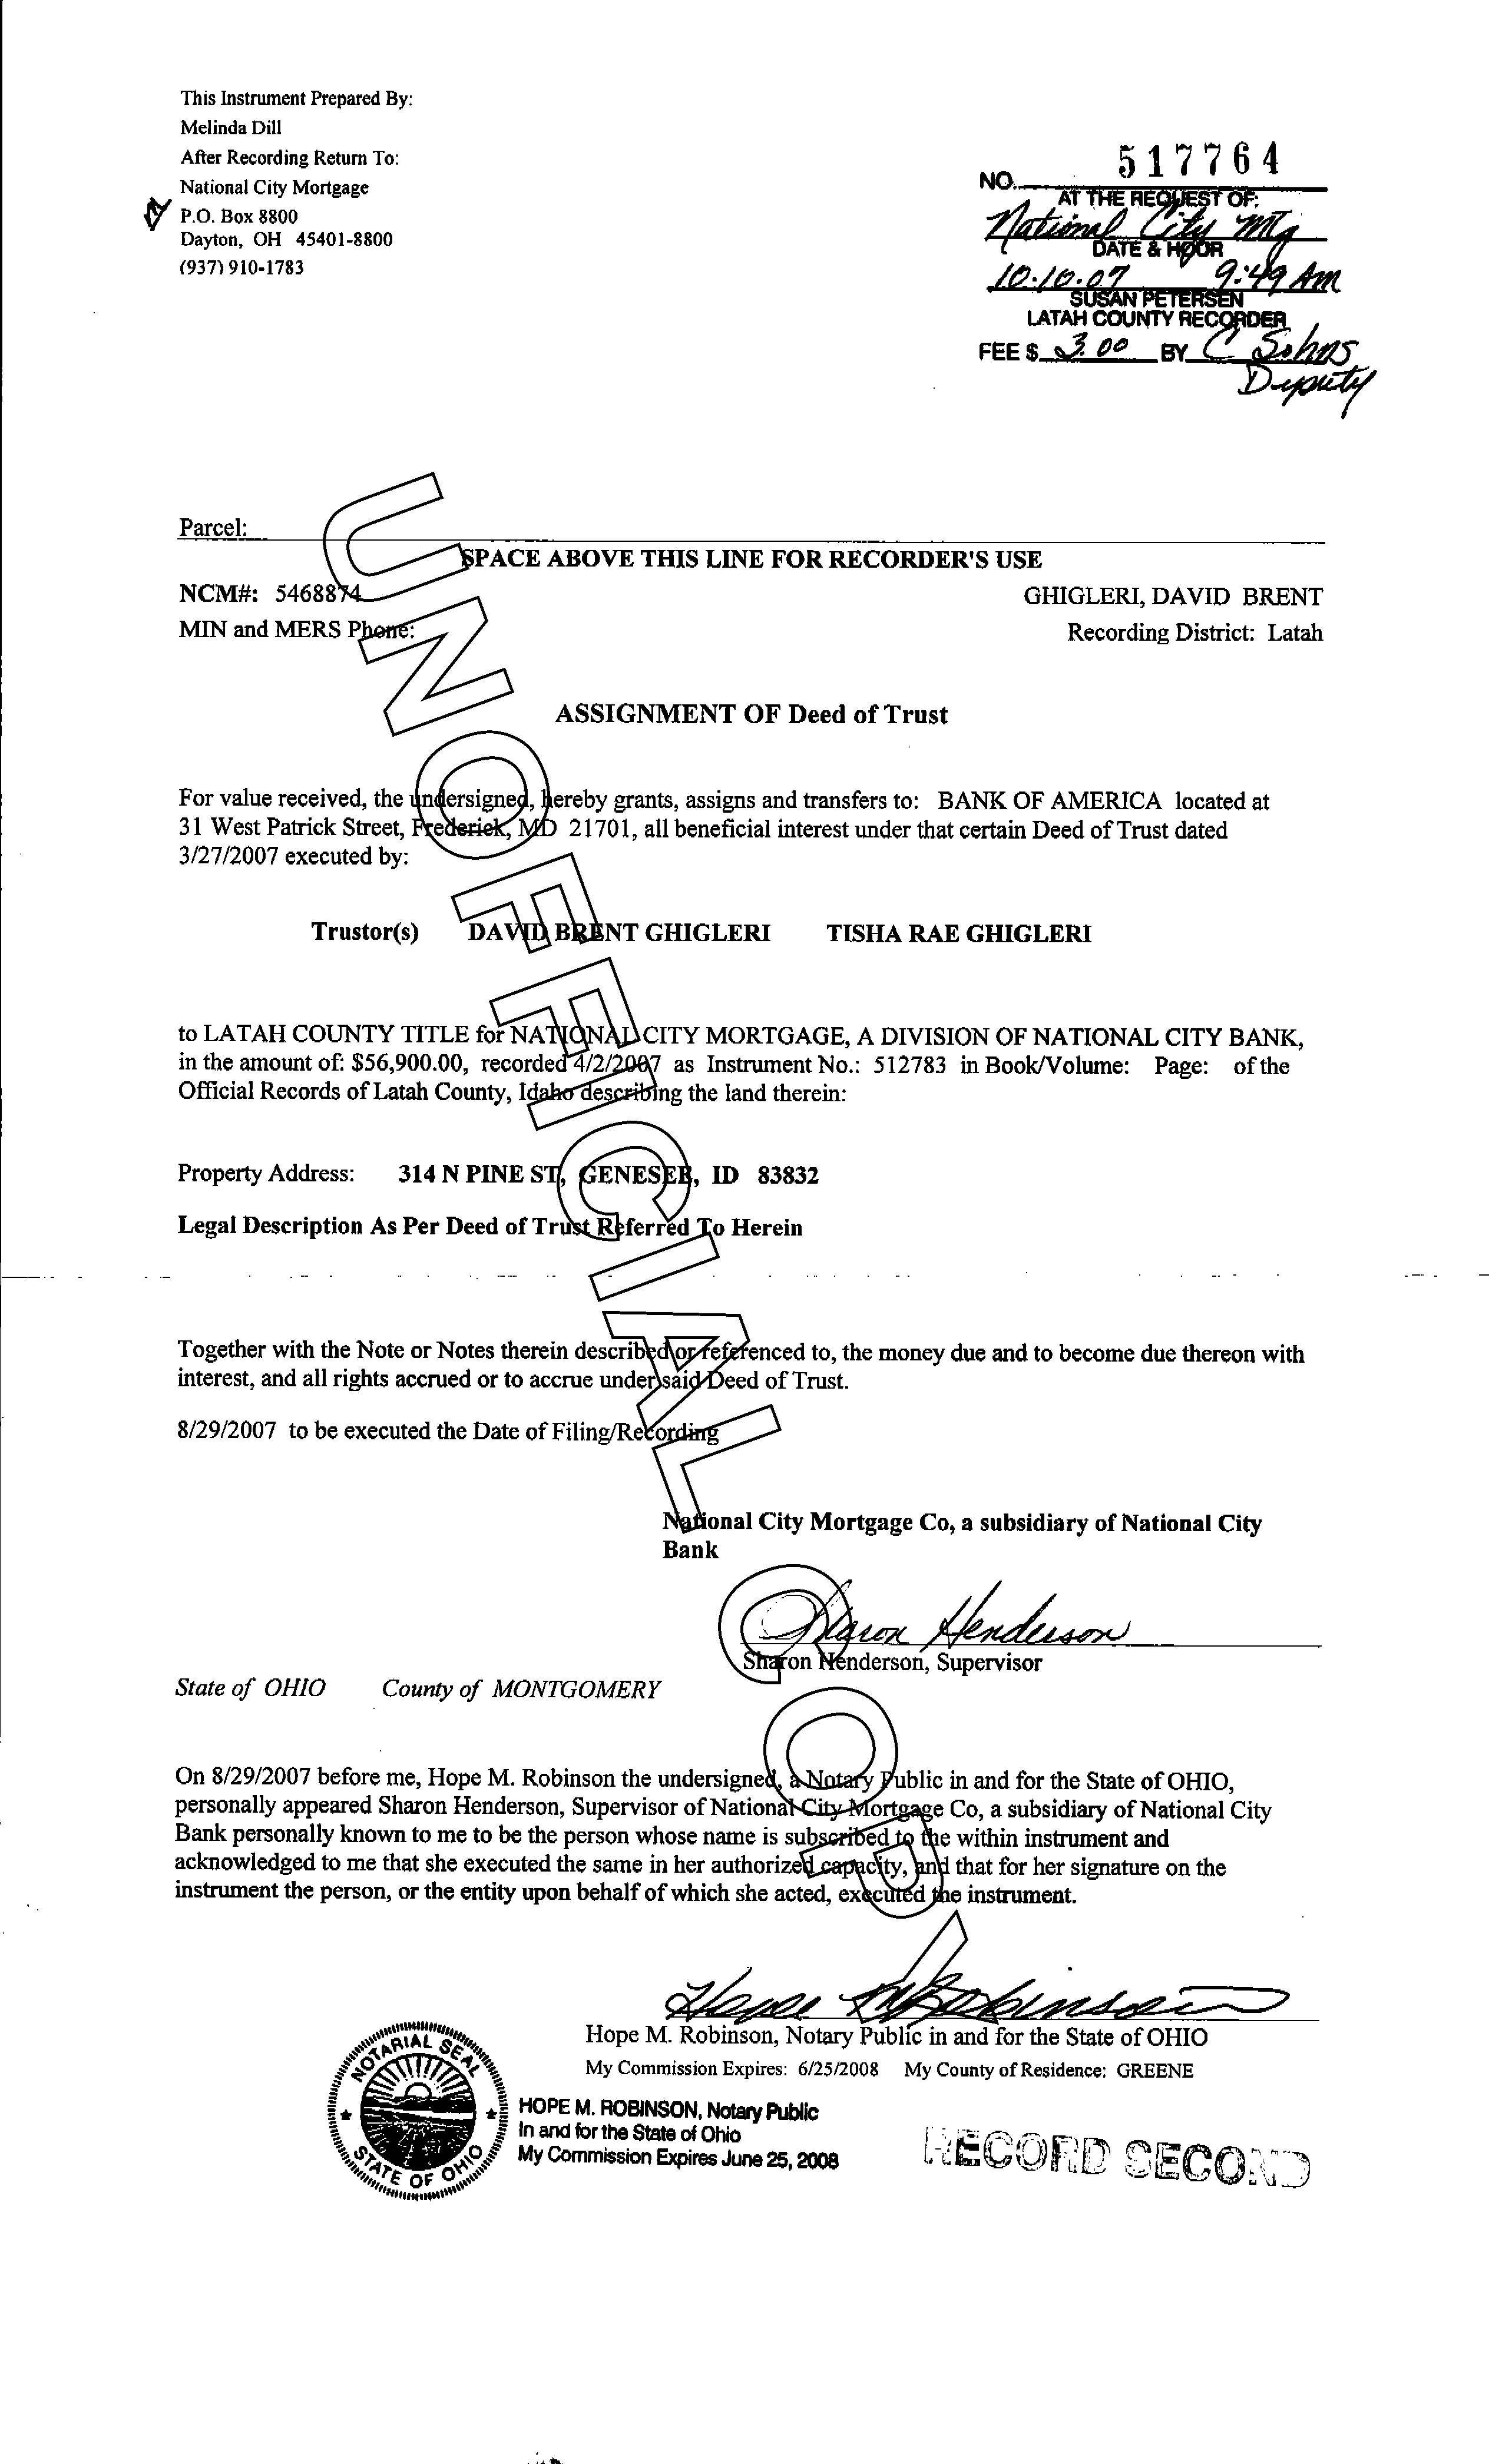 This Instrument Prepared By:
Melinda Dill
After Recording Return To:
National City Mortgage
P.O. Box 8800
Dayton, OH 45401-8800
(937) 910-1783
NO. 517764
AT THE REQUEST OF:
National City Mtg
DATE & HOUR
10.10.07 9:49 Am
SUSAN PETERSEN
LATAH COUNTY RECORDER
FEE $ 3.00 BY C Sohns
Deputy
Parcel:
SPACE ABOVE THIS LINE FOR RECORDER'S USE
NCM#: 5468874 GHIGLERI, DAVID BRENT
MIN and MERS Phone: Recording District: Latah
ASSIGNMENT OF Deed of Trust
For value received, the undersigned, hereby grants, assigns and transfers to: BANK OF AMERICA located at
31 West Patrick Street, Frederick, MD 21701, all beneficial interest under that certain Deed of Trust dated
3/27/2007 executed by:
Trustor(s) DAVID BRENT GHIGLERI TISHA RAE GHIGLERI
to LATAH COUNTY TITLE for NATIONAL CITY MORTGAGE, A DIVISION OF NATIONAL CITY BANK,
in the amount of: $56,900.00, recorded 4/2/2007 as Instrument No.: 512783 in Book/Volume: Page: of the
Official Records of Latah County, Idaho describing the land therein:
Property Address: 314 N PINE ST, GENESEE, ID 83832
Legal Description As Per Deed of Trust Referred To Herein
Together with the Note or Notes therein described or referenced to, the money due and to become due thereon with
interest, and all rights accrued or to accrue under said Deed of Trust.
8/29/2007 to be executed the Date of Filing/Recording
National City Mortgage Co, a subsidiary of National City
Bank
Sharon Henderson
Sharon Henderson, Supervisor
State of OHIO County of MONTGOMERY
On 8/29/2007 before me, Hope M. Robinson the undersigned, a Notary Public in and for the State of OHIO,
personally appeared Sharon Henderson, Supervisor of National City Mortgage Co, a subsidiary of National City
Bank personally known to me to be the person whose name is subscribed to the within instrument and
acknowledged to me that she executed the same in her authorized capacity, and that for her signature on the
instrument the person, or the entity upon behalf of which she acted, executed the instrument.
Hope M Robinson
Hope M. Robinson, Notary Public in and for the State of OHIO
My Commission Expires: 6/25/2008 My County of Residence: GREENE
NOTARIAL SEAL
STATE OF OHIO
HOPE M. ROBINSON, Notary Public
In and for the State of Ohio
My Commission Expires June 25, 2008
RECORD SECOND
UNOFFICIAL COPY